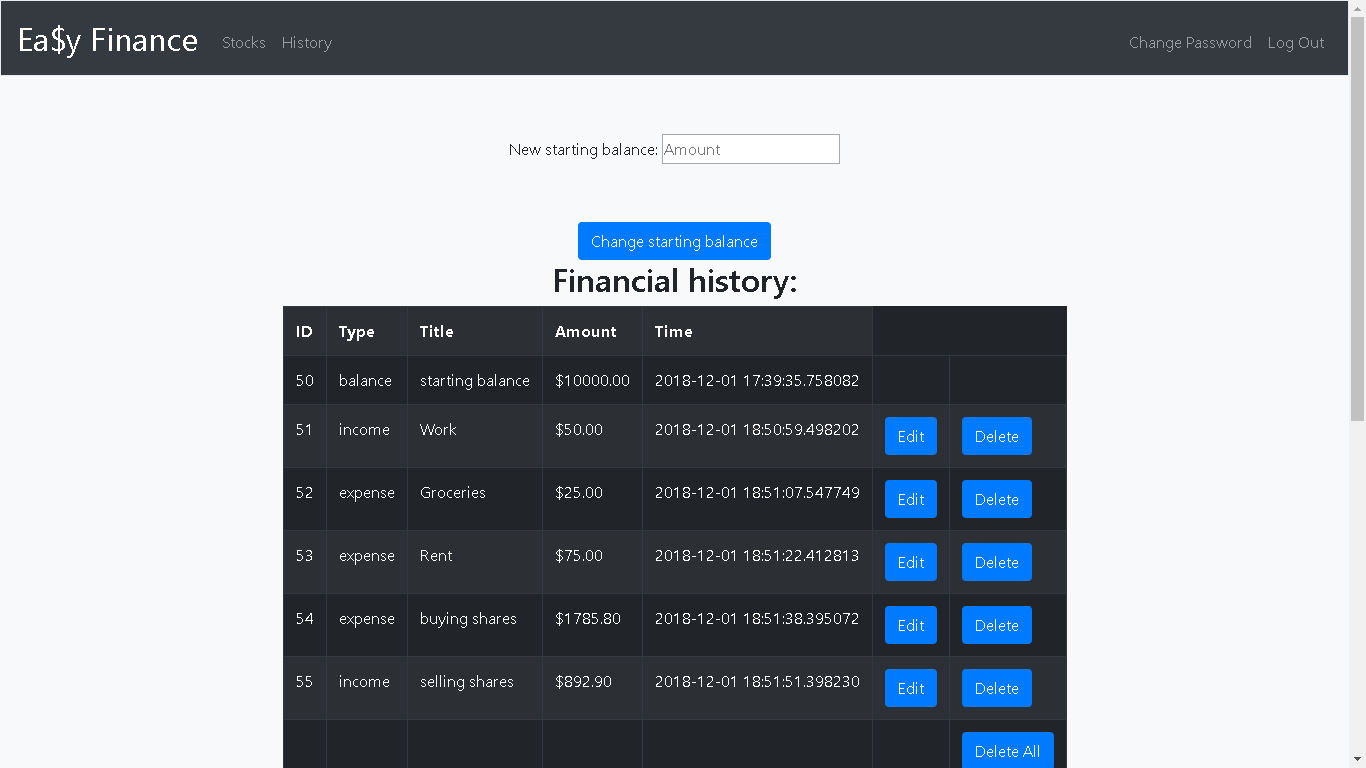 Ea$y Finance Stocks History Change Password Log Out
New starting balance: Amount
Change starting balance
Financial history:
ID Type Title Amount Time
50 balance starting balance $10000.00 2018-12-01 17:39:35.758082
51 income Work $50.00 2018-12-01 18:50:59.498202 Edit Delete
52 expense Groceries $25.00 2018-12-01 18:51:07.547749 Edit Delete
53 expense Rent $75.00 2018-12-01 18:51:22.412813 Edit Delete
54 expense buying shares $1785.80 2018-12-01 18:51:38.395072 Edit Delete
55 income selling shares $892.90 2018-12-01 18:51:51.398230 Edit Delete
Delete All